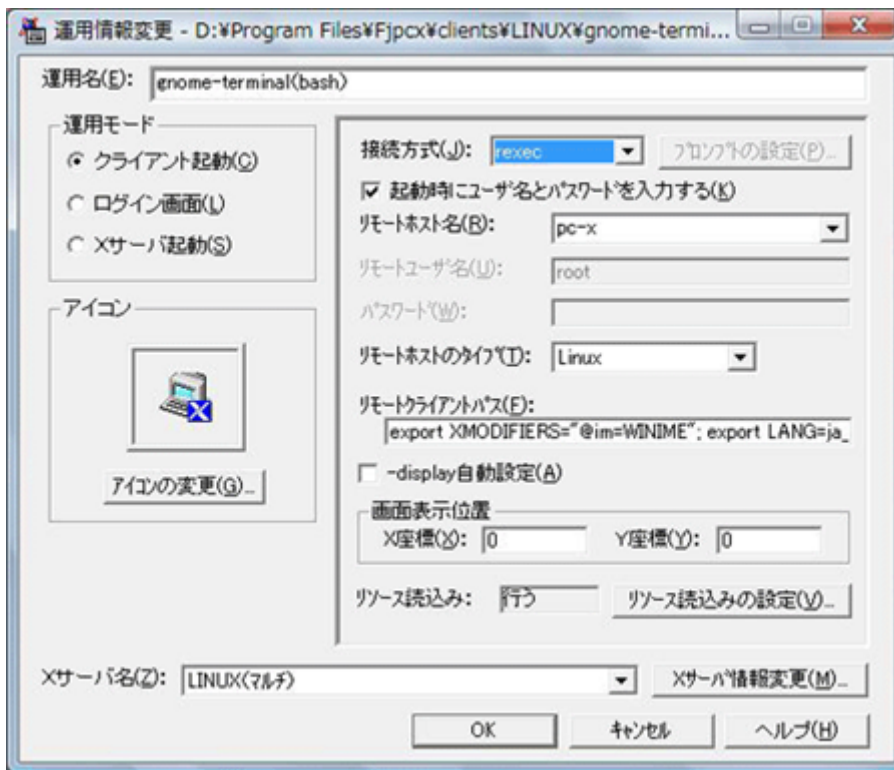 運用情報変更 - D:¥Program Files¥Fjpcx¥clients¥LINUX¥gnome-termi...
運用名(E): gnome-terminal(bash)
運用モード
クライアント起動(C)
ログイン画面(L)
Xサーバ起動(S)
アイコン
アイコンの変更(G)...
接続方式(J): rexec プロンプトの設定(P)...
起動時にユーザ名とパスワードを入力する(K)
リモートホスト名(R): pc-x
リモートユーザ名(U): root
パスワード(W):
リモートホストのタイプ(T): Linux
リモートクライアントパス(F):
export XMODIFIERS="@im=WINIME"; export LANG=ja_
-display自動設定(A)
画面表示位置
X座標(X): 0 Y座標(Y): 0
リソース読込み: 行う リソース読込みの設定(V)...
Xサーバ名(Z): LINUX(マルチ) Xサーバ情報変更(M)...
OK キャンセル ヘルプ(H)